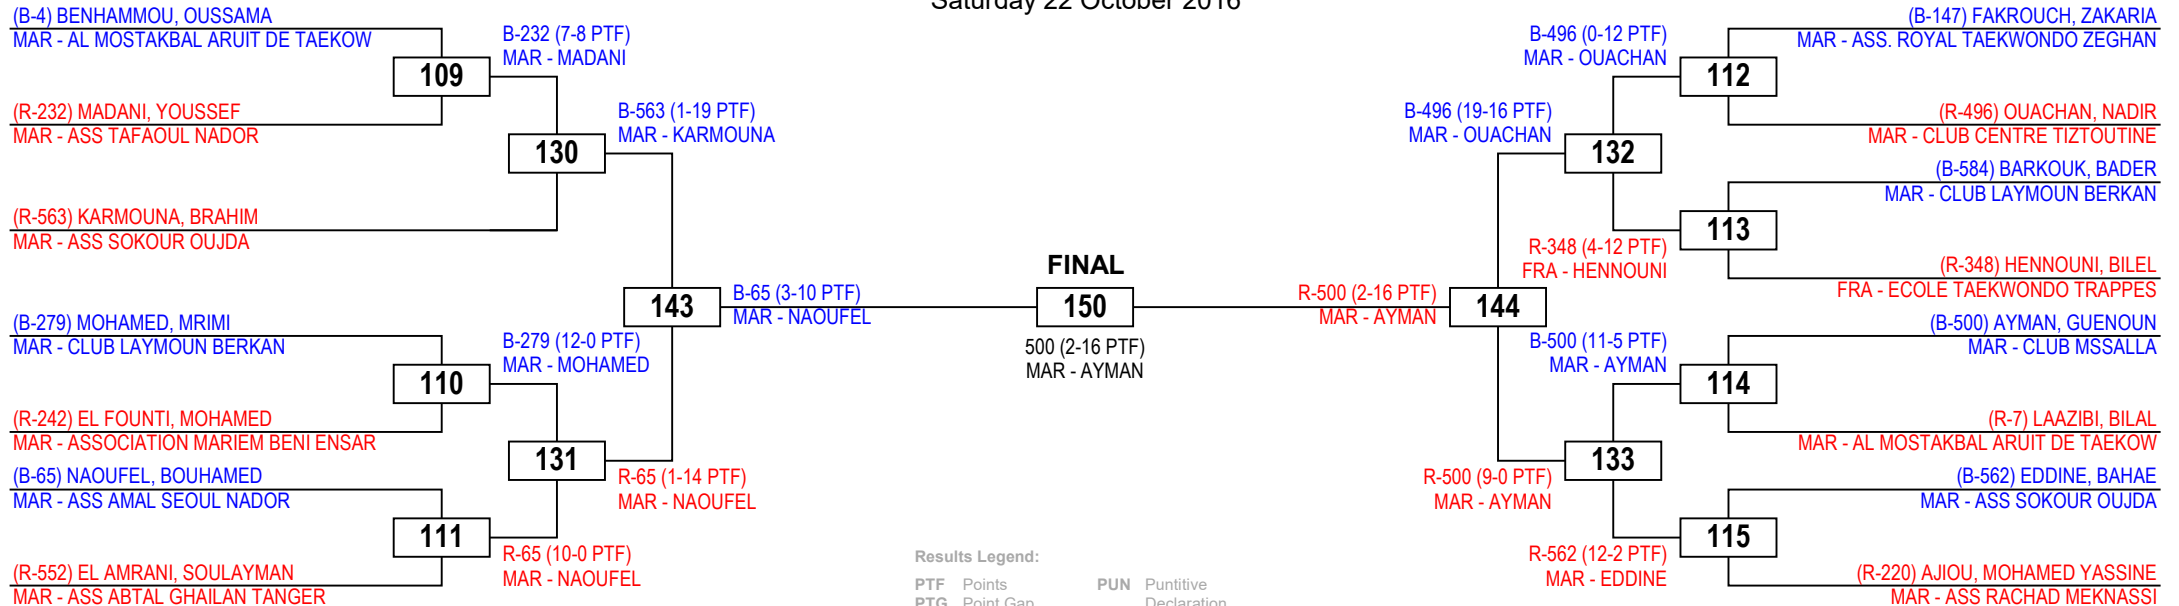 Saturday 22 October 2016
(B-4) BENHAMMOU, OUSSAMA
MAR - AL MOSTAKBAL ARUIT DE TAEKOW
109
(R-232) MADANI, YOUSSEF
MAR - ASS TAFAOUL NADOR
B-232 (7-8 PTF)
MAR - MADANI
130
(R-563) KARMOUNA, BRAHIM
MAR - ASS SOKOUR OUJDA
B-563 (1-19 PTF)
MAR - KARMOUNA
143
(B-279) MOHAMED, MRIMI
MAR - CLUB LAYMOUN BERKAN
110
(R-242) EL FOUNTI, MOHAMED
MAR - ASSOCIATION MARIEM BENI ENSAR
B-279 (12-0 PTF)
MAR - MOHAMED
131
(B-65) NAOUFEL, BOUHAMED
MAR - ASS AMAL SEOUL NADOR
111
(R-552) EL AMRANI, SOULAYMAN
MAR - ASS ABTAL GHAILAN TANGER
R-65 (10-0 PTF)
MAR - NAOUFEL
R-65 (1-14 PTF)
MAR - NAOUFEL
B-65 (3-10 PTF)
MAR - NAOUFEL
FINAL
150
500 (2-16 PTF)
MAR - AYMAN
R-500 (2-16 PTF)
MAR - AYMAN
144
B-496 (19-16 PTF)
MAR - OUACHAN
132
B-496 (0-12 PTF)
MAR - OUACHAN
112
(B-147) FAKROUCH, ZAKARIA
MAR - ASS. ROYAL TAEKWONDO ZEGHAN
(R-496) OUACHAN, NADIR
MAR - CLUB CENTRE TIZTOUTINE
(B-584) BARKOUK, BADER
MAR - CLUB LAYMOUN BERKAN
113
R-348 (4-12 PTF)
FRA - HENNOUNI
(R-348) HENNOUNI, BILEL
FRA - ECOLE TAEKWONDO TRAPPES
(B-500) AYMAN, GUENOUN
MAR - CLUB MSSALLA
B-500 (11-5 PTF)
MAR - AYMAN
114
(R-7) LAAZIBI, BILAL
MAR - AL MOSTAKBAL ARUIT DE TAEKOW
133
R-500 (9-0 PTF)
MAR - AYMAN
(B-562) EDDINE, BAHAE
MAR - ASS SOKOUR OUJDA
115
R-562 (12-2 PTF)
MAR - EDDINE
(R-220) AJIOU, MOHAMED YASSINE
MAR - ASS RACHAD MEKNASSI
Results Legend:
PTF Points PUN Puntitive
PTG Point Gap Declaration